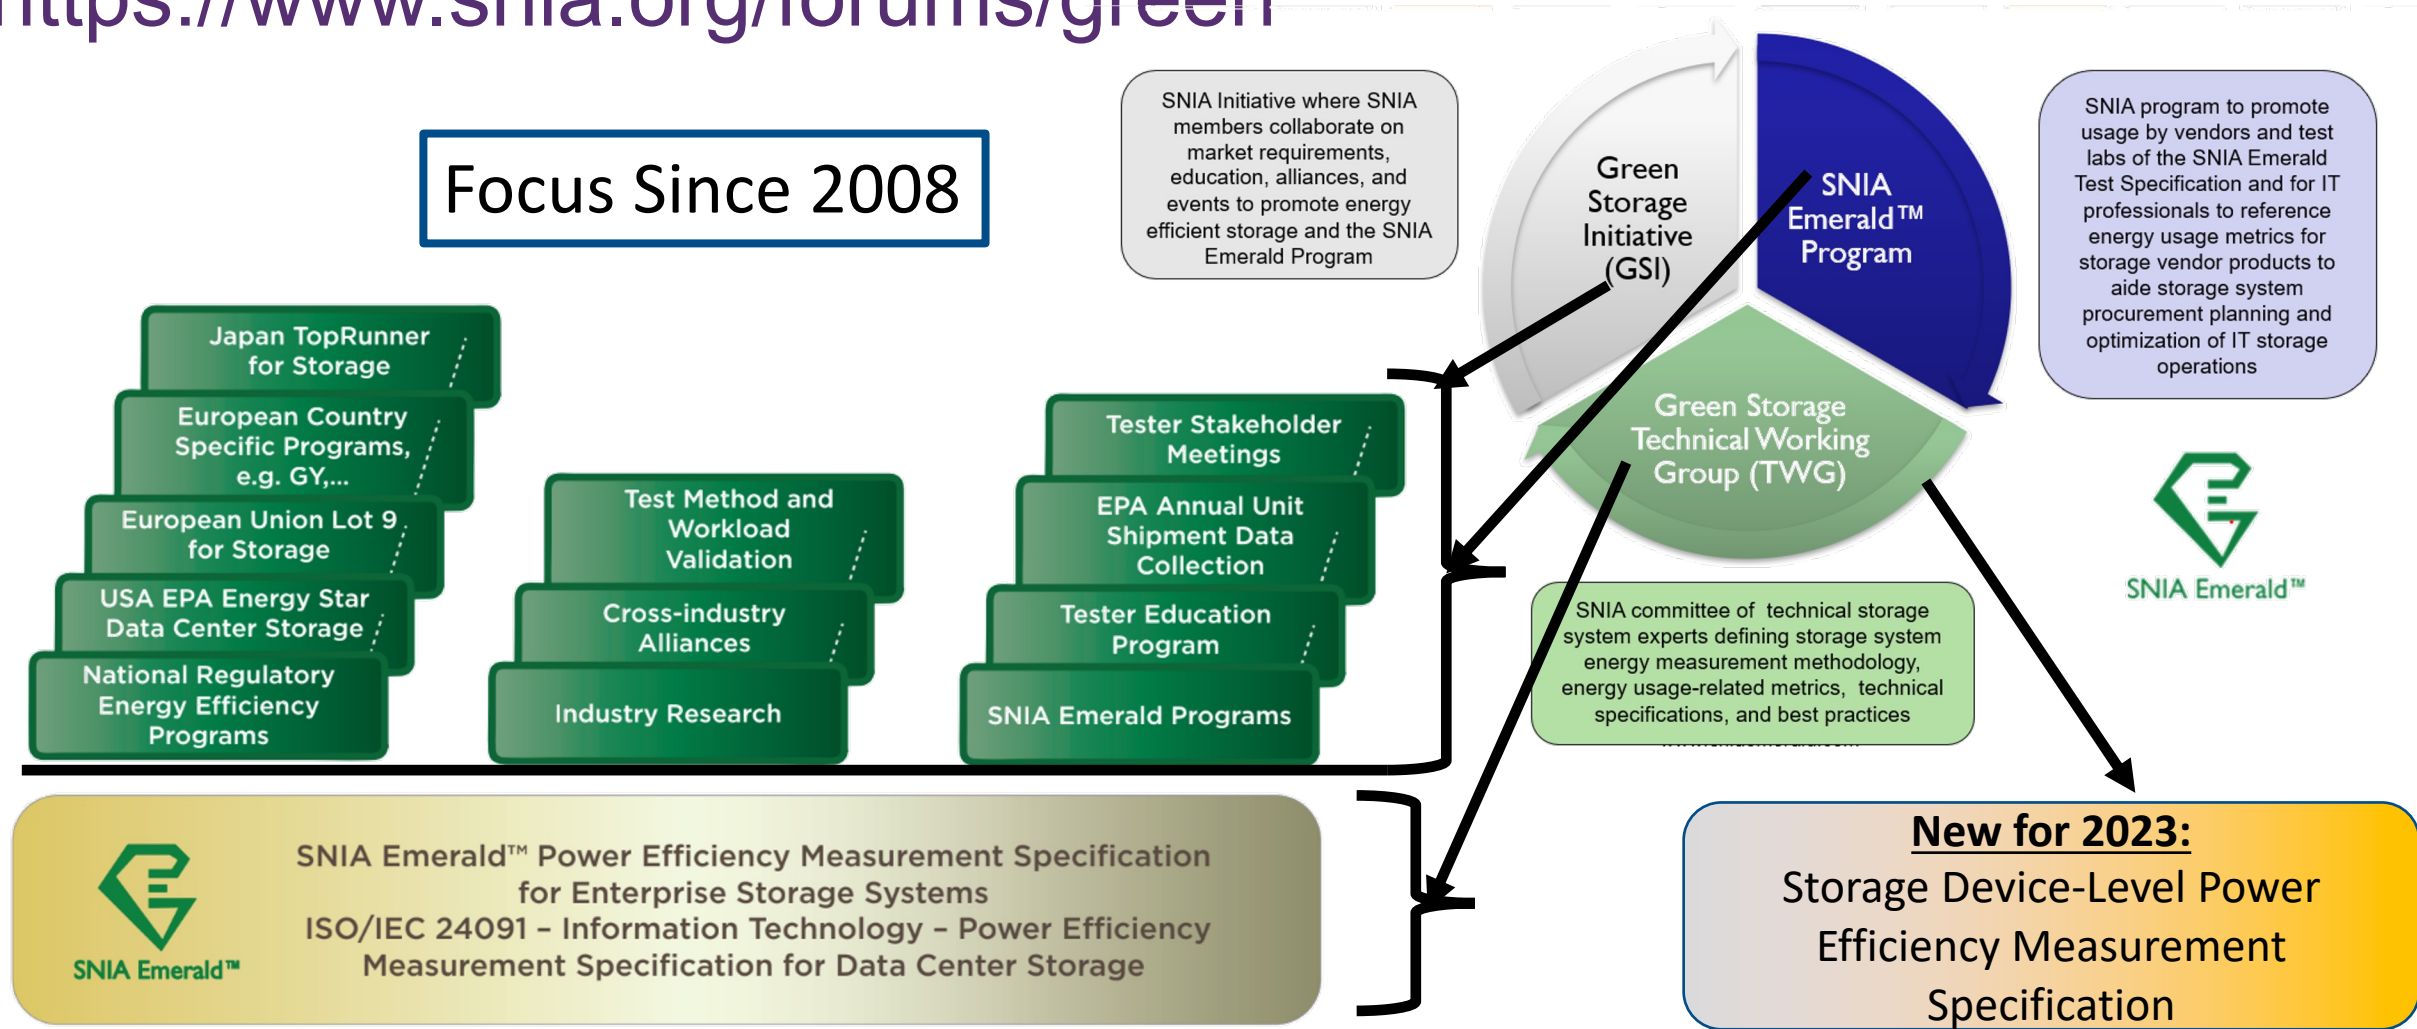 https://www.snia.org/forums/green
Focus Since 2008
SNIA Initiative where SNIA
members collaborate on
market requirements,
education, alliances, and
events to promote energy
efficient storage and the SNIA
Emerald Program
Green
Storage
Initiative
(GSI)
SNIA
Emerald™
Program
SNIA program to promote
usage by vendors and test
labs of the SNIA Emerald
Test Specification and for IT
professionals to reference
energy usage metrics for
storage vendor products to
aide storage system
procurement planning and
optimization of IT storage
operations
Green Storage
Technical Working
Group (TWG)
SNIA Emerald™
SNIA committee of technical storage
system experts defining storage system
energy measurement methodology,
energy usage-related metrics, technical
specifications, and best practices
Japan TopRunner
for Storage
European Country
Specific Programs,
e.g. GY,...
European Union Lot 9
for Storage
USA EPA Energy Star
Data Center Storage
National Regulatory
Energy Efficiency
Programs
Test Method and
Workload
Validation
Cross-industry
Alliances
Industry Research
Tester Stakeholder
Meetings
EPA Annual Unit
Shipment Data
Collection
Tester Education
Program
SNIA Emerald Programs
SNIA Emerald™
SNIA Emerald™ Power Efficiency Measurement Specification
for Enterprise Storage Systems
ISO/IEC 24091 – Information Technology – Power Efficiency
Measurement Specification for Data Center Storage
New for 2023:
Storage Device-Level Power
Efficiency Measurement
Specification